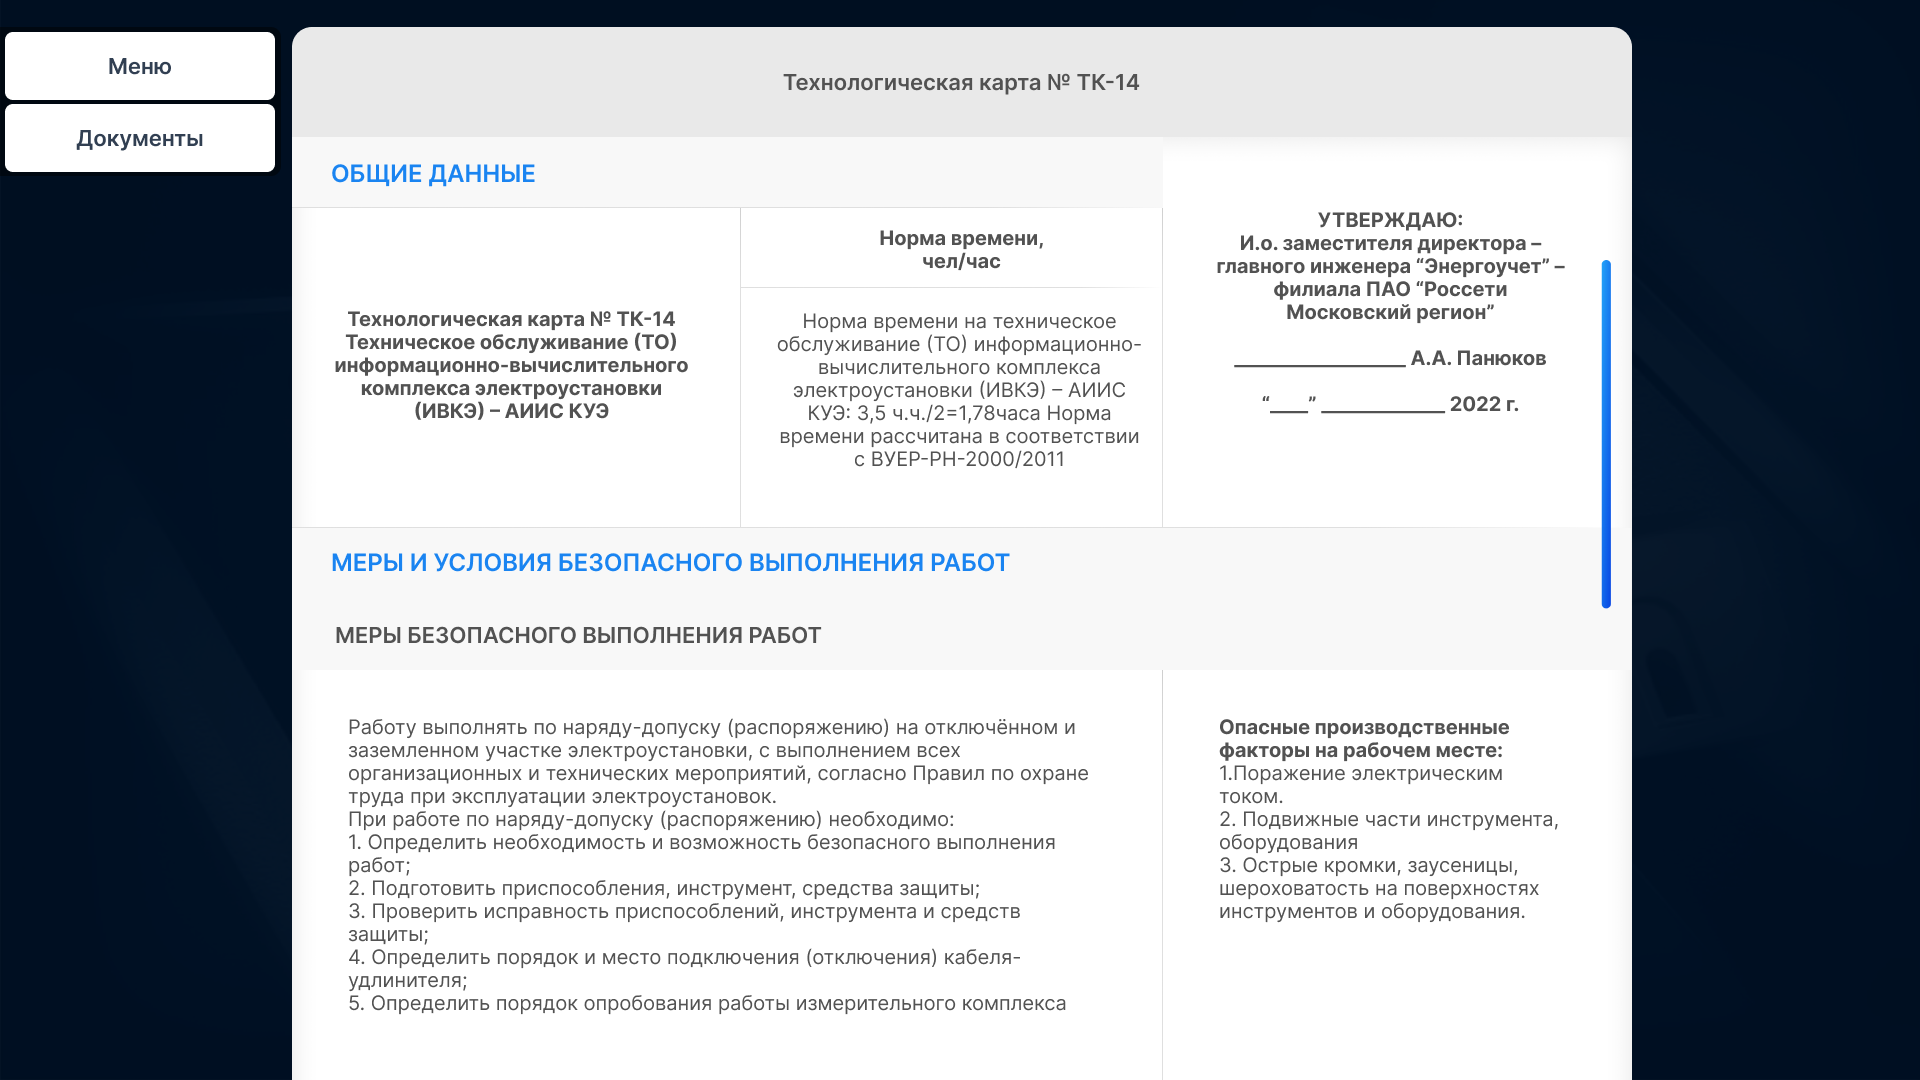 Меню
Документы
Технологическая карта № ТК-14
ОБЩИЕ ДАННЫЕ
Технологическая карта № ТК-14
Техническое обслуживание (ТО)
информационно-вычислительного
комплекса электроустановки
(ИВКЭ) – АИИС КУЭ
Норма времени,
чел/час
Норма времени на техническое
обслуживание (ТО) информационно-
вычислительного комплекса
электроустановки (ИВКЭ) – АИИС
КУЭ: 3,5 ч.ч./2=1,78часа Норма
времени рассчитана в соответствии
с ВУЕР-РН-2000/2011
УТВЕРЖДАЮ:
И.о. заместителя директора –
главного инженера “Энергоучет” –
филиала ПАО “Россети
Московский регион”
__________________ А.А. Панюков
“____” _____________ 2022 г.
МЕРЫ И УСЛОВИЯ БЕЗОПАСНОГО ВЫПОЛНЕНИЯ РАБОТ
МЕРЫ БЕЗОПАСНОГО ВЫПОЛНЕНИЯ РАБОТ
Работу выполнять по наряду-допуску (распоряжению) на отключённом и
заземленном участке электроустановки, с выполнением всех
организационных и технических мероприятий, согласно Правил по охране
труда при эксплуатации электроустановок.
При работе по наряду-допуску (распоряжению) необходимо:
1. Определить необходимость и возможность безопасного выполнения
работ;
2. Подготовить приспособления, инструмент, средства защиты;
3. Проверить исправность приспособлений, инструмента и средств
защиты;
4. Определить порядок и место подключения (отключения) кабеля-
удлинителя;
5. Определить порядок опробования работы измерительного комплекса
Опасные производственные
факторы на рабочем месте:
1.Поражение электрическим
током.
2. Подвижные части инструмента,
оборудования
3. Острые кромки, заусеницы,
шероховатость на поверхностях
инструментов и оборудования.